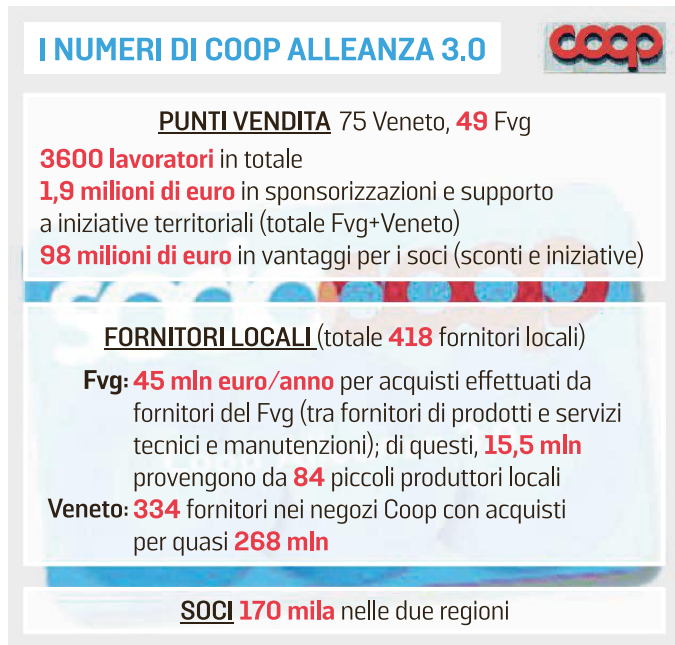 I NUMERI DI COOP ALLEANZA 3.0
coop
PUNTI VENDITA 75 Veneto, 49 Fvg
3600 lavoratori in totale
1,9 milioni di euro in sponsorizzazioni e supporto
a iniziative territoriali (totale Fvg+Veneto)
98 milioni di euro in vantaggi per i soci (sconti e iniziative)
socio coop
FORNITORI LOCALI (totale 418 fornitori locali)
Fvg: 45 mln euro/anno per acquisti effettuati da
fornitori del Fvg (tra fornitori di prodotti e servizi
tecnici e manutenzioni); di questi, 15,5 mln
provengono da 84 piccoli produttori locali
Veneto: 334 fornitori nei negozi Coop con acquisti
per quasi 268 mln
SOCI 170 mila nelle due regioni